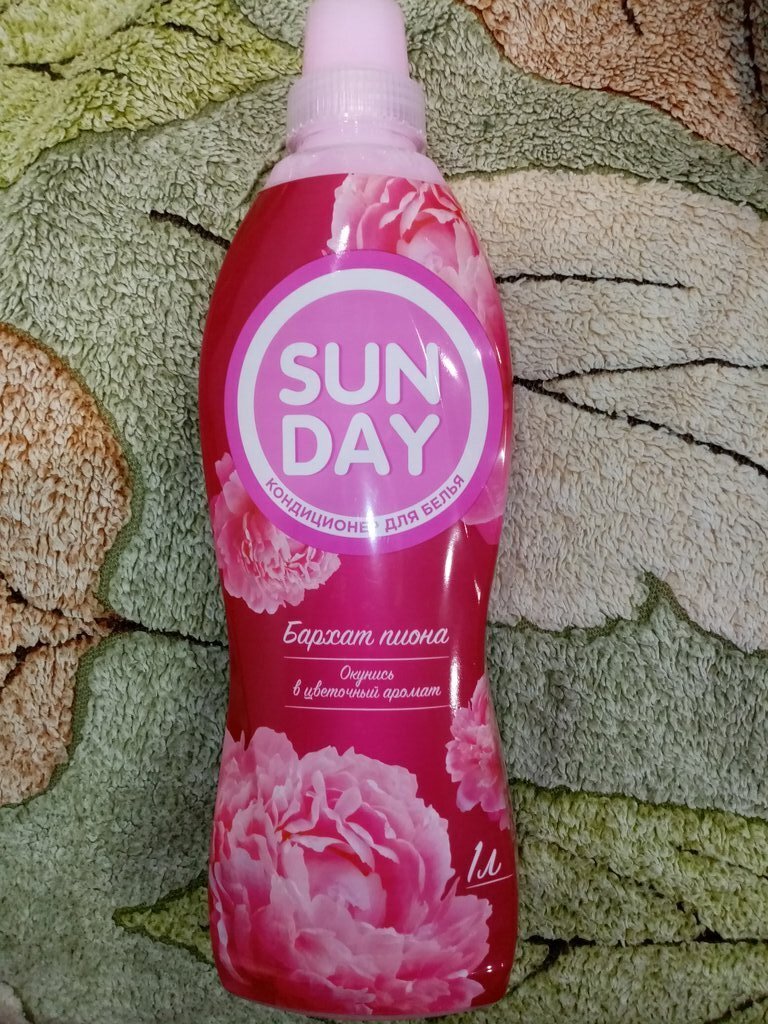 SUN
DAY
КОНДИЦИОНЕР ДЛЯ БЕЛЬЯ
Бархат пиона
Окунись
в цветочный аромат
1л